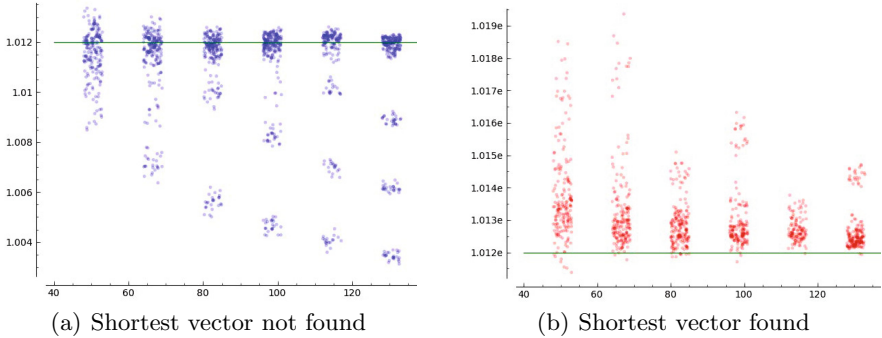 1.012
1.01
1.008
1.006
1.004
40 60 80 100 120
(a) Shortest vector not found
1.019e
1.018e
1.017e
1.016e
1.015e
1.014e
1.013e
1.012e
40 60 80 100 120
(b) Shortest vector found